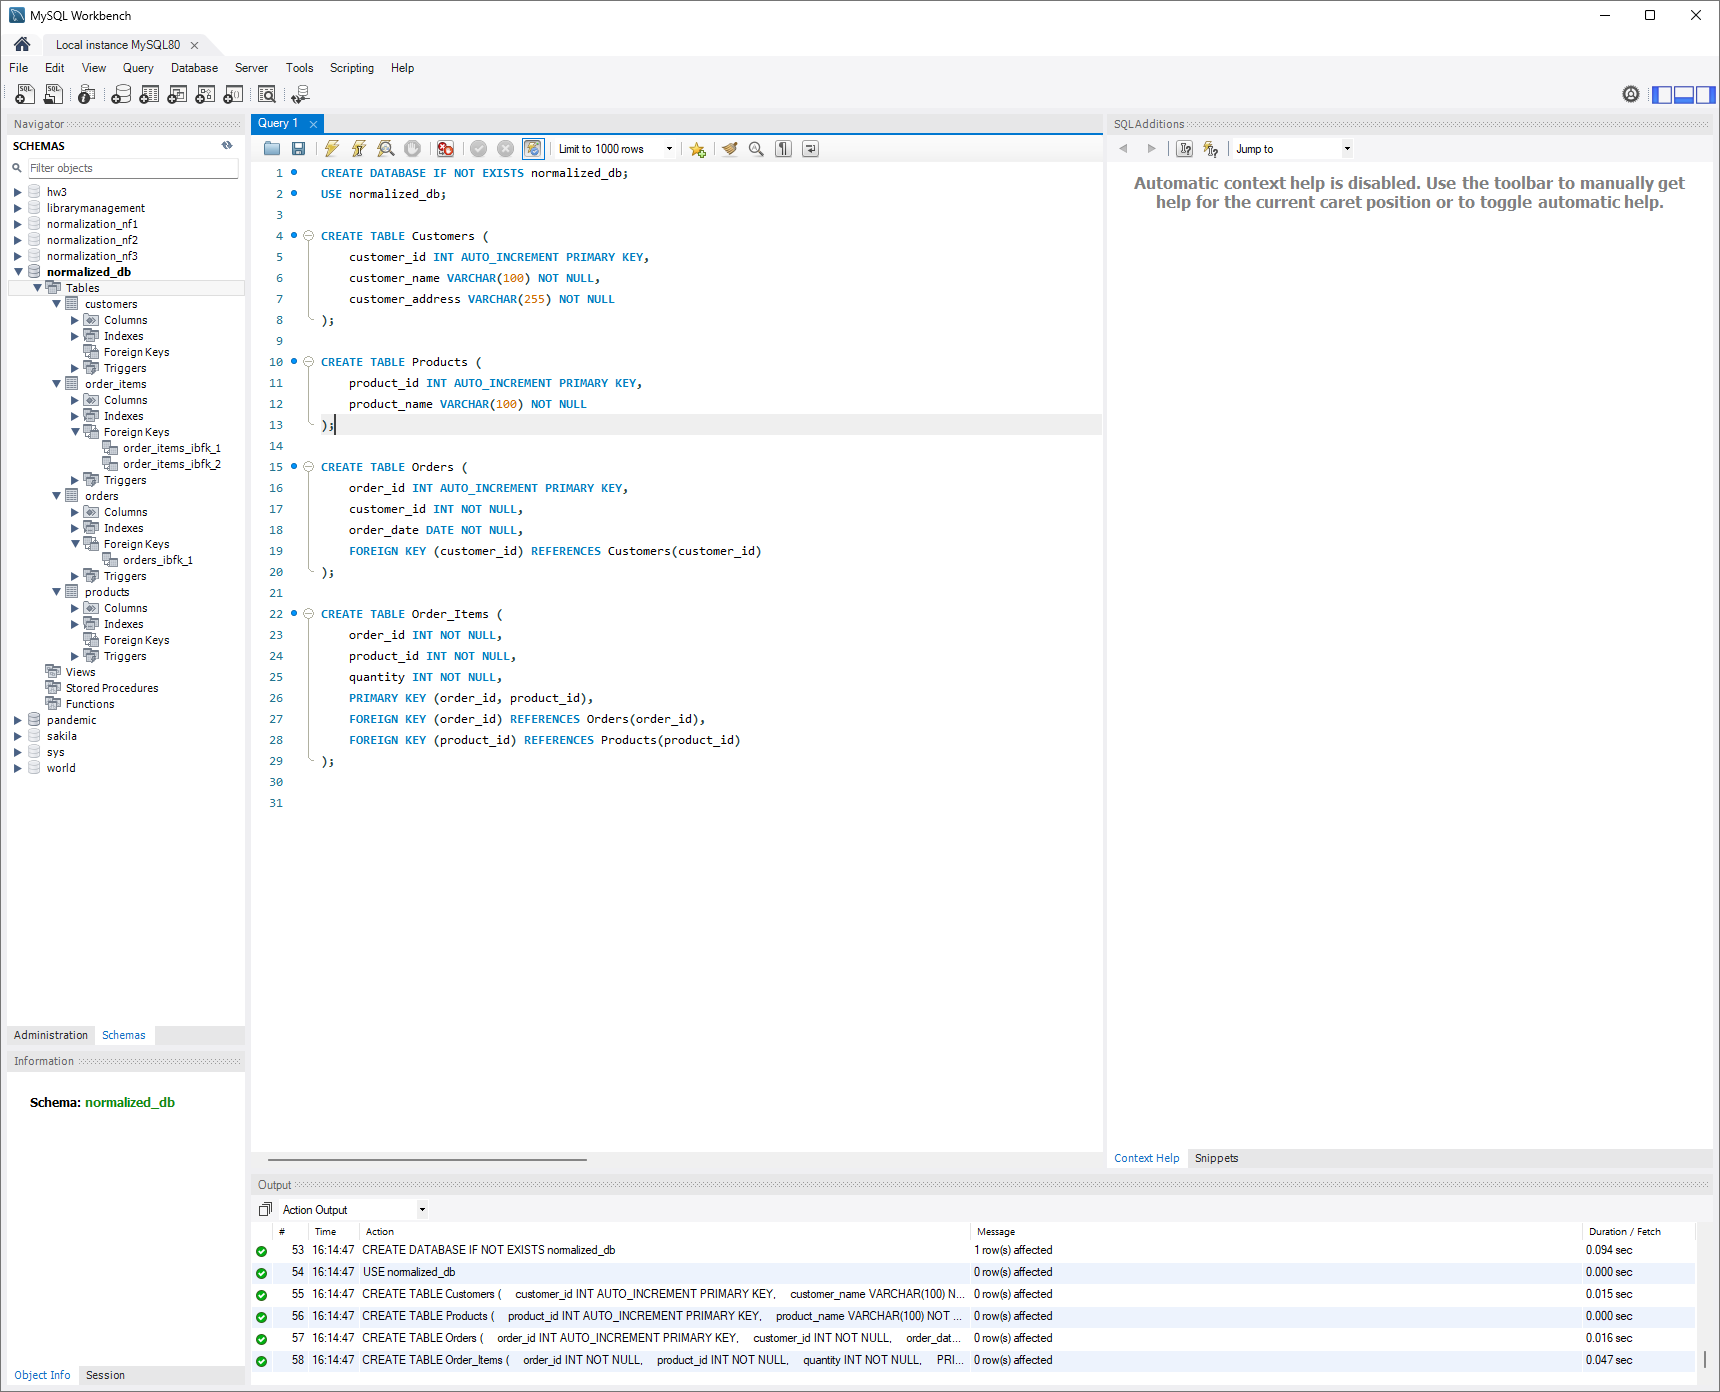 MySQL Workbench
Local instance MySQL80
File Edit View Query Database Server Tools Scripting Help
Navigator
SCHEMAS
Filter objects
hw3
librarymanagement
normalization_nf1
normalization_nf2
normalization_nf3
normalized_db
Tables
customers
Columns
Indexes
Foreign Keys
Triggers
order_items
Columns
Indexes
Foreign Keys
order_items_ibfk_1
order_items_ibfk_2
Triggers
orders
Columns
Indexes
Foreign Keys
orders_ibfk_1
Triggers
products
Columns
Indexes
Foreign Keys
Triggers
Views
Stored Procedures
Functions
pandemic
sakila
sys
world
Administration Schemas
Information
Schema: normalized_db
Object Info Session
Query 1
Limit to 1000 rows
1 CREATE DATABASE IF NOT EXISTS normalized_db;
2 USE normalized_db;
3
4 CREATE TABLE Customers (
5 customer_id INT AUTO_INCREMENT PRIMARY KEY,
6 customer_name VARCHAR(100) NOT NULL,
7 customer_address VARCHAR(255) NOT NULL
8 );
9
10 CREATE TABLE Products (
11 product_id INT AUTO_INCREMENT PRIMARY KEY,
12 product_name VARCHAR(100) NOT NULL
13 );
14
15 CREATE TABLE Orders (
16 order_id INT AUTO_INCREMENT PRIMARY KEY,
17 customer_id INT NOT NULL,
18 order_date DATE NOT NULL,
19 FOREIGN KEY (customer_id) REFERENCES Customers(customer_id)
20 );
21
22 CREATE TABLE Order_Items (
23 order_id INT NOT NULL,
24 product_id INT NOT NULL,
25 quantity INT NOT NULL,
26 PRIMARY KEY (order_id, product_id),
27 FOREIGN KEY (order_id) REFERENCES Orders(order_id),
28 FOREIGN KEY (product_id) REFERENCES Products(product_id)
29 );
30
31
SQLAdditions
Jump to
Automatic context help is disabled. Use the toolbar to manually get
help for the current caret position or to toggle automatic help.
Context Help Snippets
Output
Action Output
# Time Action Message Duration / Fetch
53 16:14:47 CREATE DATABASE IF NOT EXISTS normalized_db 1 row(s) affected 0.094 sec
54 16:14:47 USE normalized_db 0 row(s) affected 0.000 sec
55 16:14:47 CREATE TABLE Customers ( customer_id INT AUTO_INCREMENT PRIMARY KEY, customer_name VARCHAR(100) N... 0 row(s) affected 0.015 sec
56 16:14:47 CREATE TABLE Products ( product_id INT AUTO_INCREMENT PRIMARY KEY, product_name VARCHAR(100) NOT ... 0 row(s) affected 0.000 sec
57 16:14:47 CREATE TABLE Orders ( order_id INT AUTO_INCREMENT PRIMARY KEY, customer_id INT NOT NULL, order_dat... 0 row(s) affected 0.016 sec
58 16:14:47 CREATE TABLE Order_Items ( order_id INT NOT NULL, product_id INT NOT NULL, quantity INT NOT NULL, PRI... 0 row(s) affected 0.047 sec